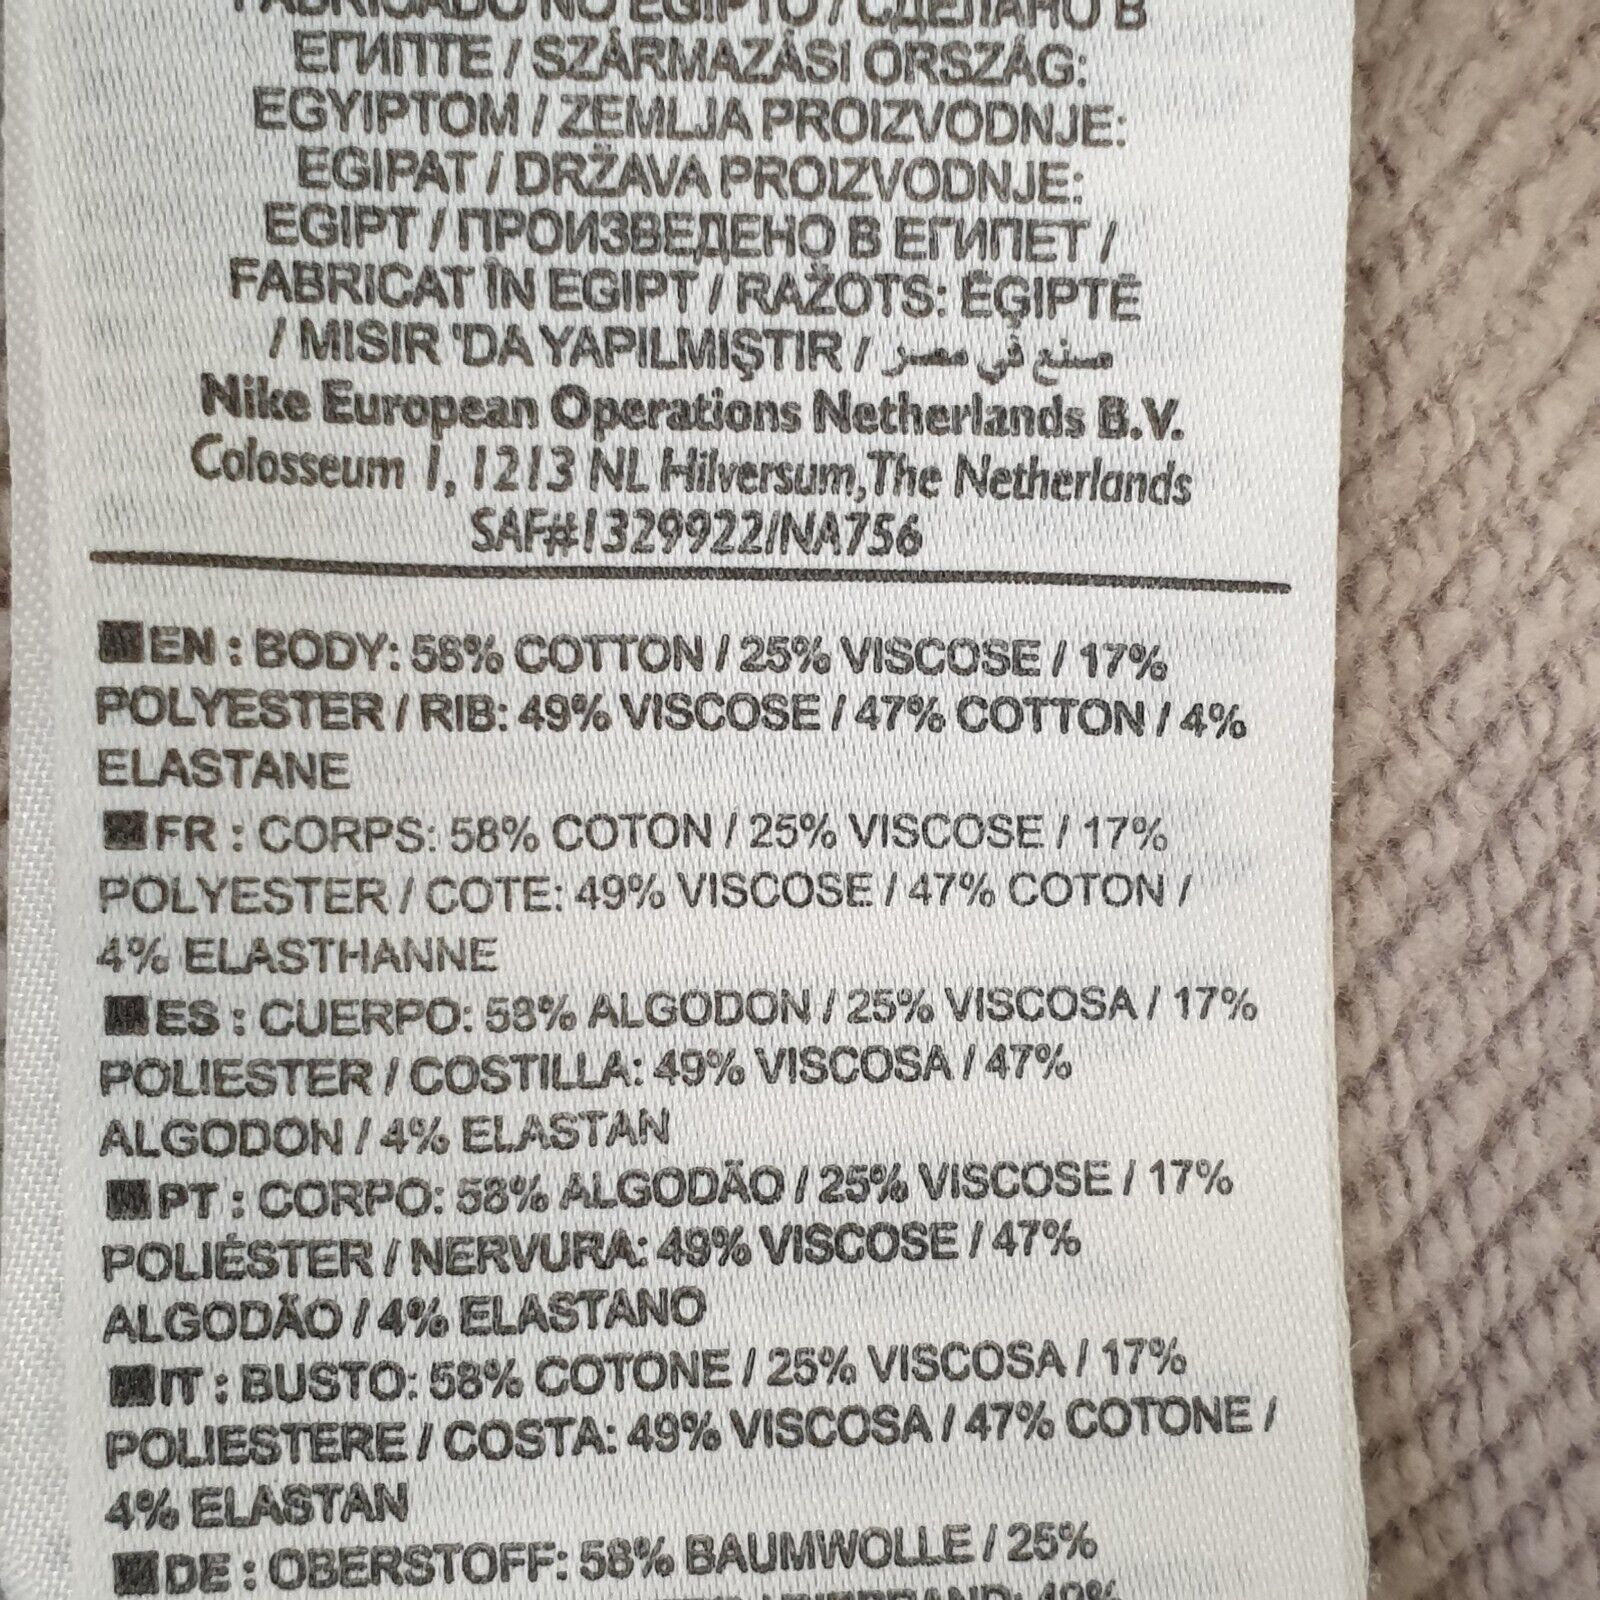 FABRICADO NO EGIPTO / СДЕЛАНО В
ЕГИПТЕ / SZÁRMAZÁSI ORSZÁG:
EGYIPTOM / ZEMLJA PROIZVODNJE:
EGIPAT / DRŽAVA PROIZVODNJE:
EGIPT / ПРОИЗВЕДЕНО В ЕГИПЕТ /
FABRICAT ÎN EGIPT / RAŽOTS: ĒĢIPTĒ
/ MISIR 'DA YAPILMIŞTIR / صنع في مصر
Nike European Operations Netherlands B.V.
Colosseum 1, 1213 NL Hilversum,The Netherlands
SAF#1329922/NA756
EN : BODY: 58% COTTON / 25% VISCOSE / 17%
POLYESTER / RIB: 49% VISCOSE / 47% COTTON / 4%
ELASTANE
FR : CORPS: 58% COTON / 25% VISCOSE / 17%
POLYESTER / COTE: 49% VISCOSE / 47% COTON /
4% ELASTHANNE
ES : CUERPO: 58% ALGODON / 25% VISCOSA / 17%
POLIESTER / COSTILLA: 49% VISCOSA / 47%
ALGODON / 4% ELASTAN
PT : CORPO: 58% ALGODÃO / 25% VISCOSE / 17%
POLIÉSTER / NERVURA: 49% VISCOSE / 47%
ALGODÃO / 4% ELASTANO
IT : BUSTO: 58% COTONE / 25% VISCOSA / 17%
POLIESTERE / COSTA: 49% VISCOSA / 47% COTONE /
4% ELASTAN
DE : OBERSTOFF: 58% BAUMWOLLE / 25%
49%